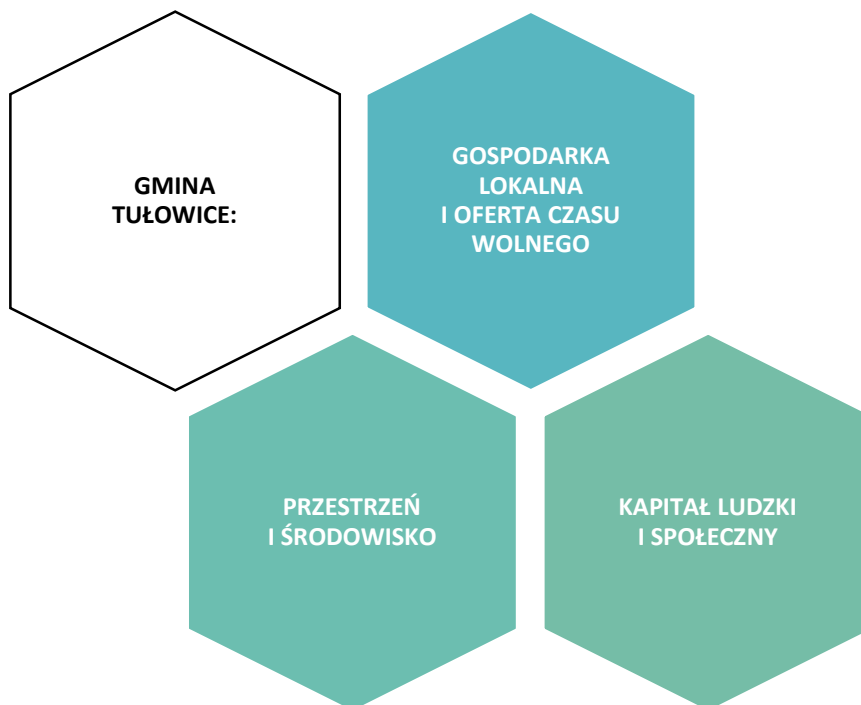 GMINA
TUŁOWICE:
GOSPODARKA
LOKALNA
I OFERTA CZASU
WOLNEGO
PRZESTRZEŃ
I ŚRODOWISKO
KAPITAŁ LUDZKI
I SPOŁECZNY